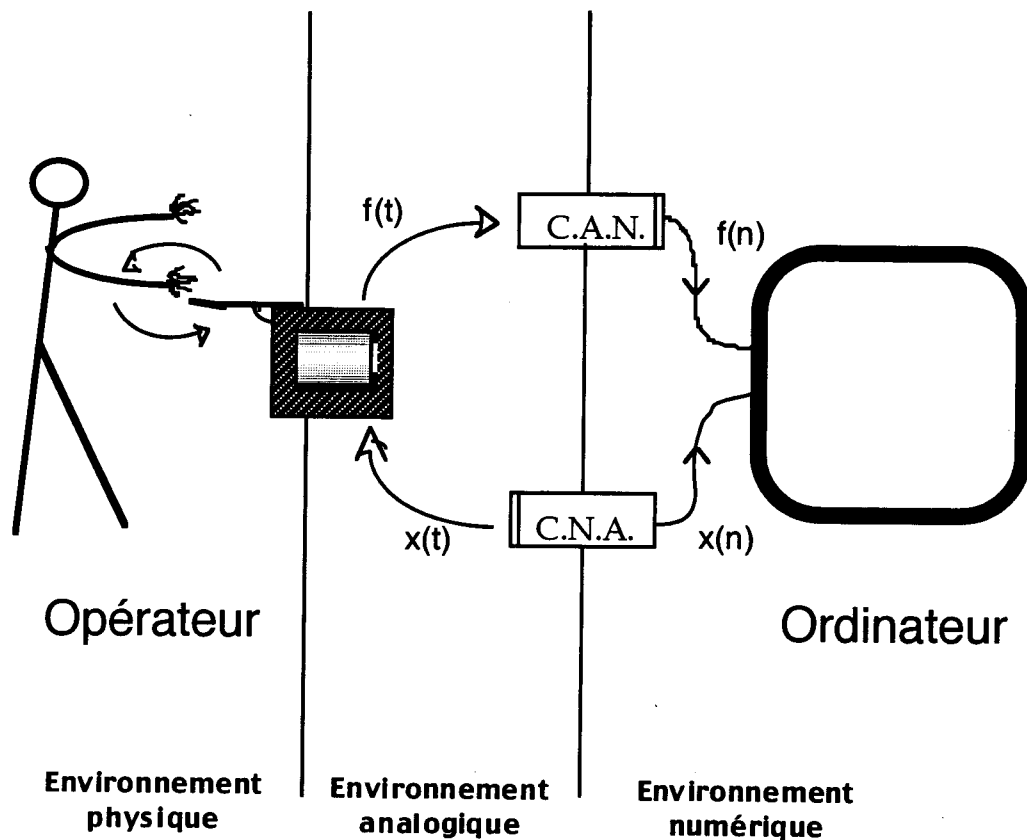 f(t)
C.A.N.
f(n)
x(t)
C.N.A.
x(n)
Opérateur
Ordinateur
Environnement
physique
Environnement
analogique
Environnement
numérique